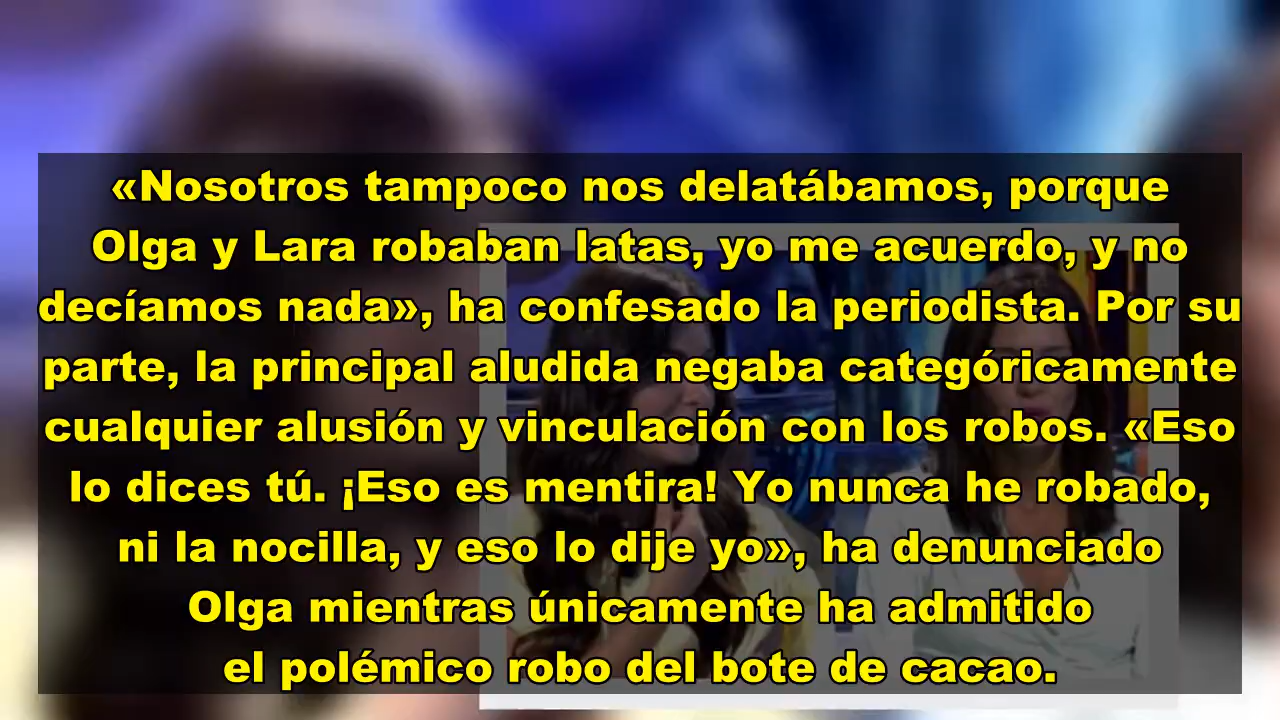 «Nosotros tampoco nos delatábamos, porque
Olga y Lara robaban latas, yo me acuerdo, y no
decíamos nada», ha confesado la periodista. Por su
parte, la principal aludida negaba categóricamente
cualquier alusión y vinculación con los robos. «Eso
lo dices tú. ¡Eso es mentira! Yo nunca he robado,
ni la nocilla, y eso lo dije yo», ha denunciado
Olga mientras únicamente ha admitido
el polémico robo del bote de cacao.